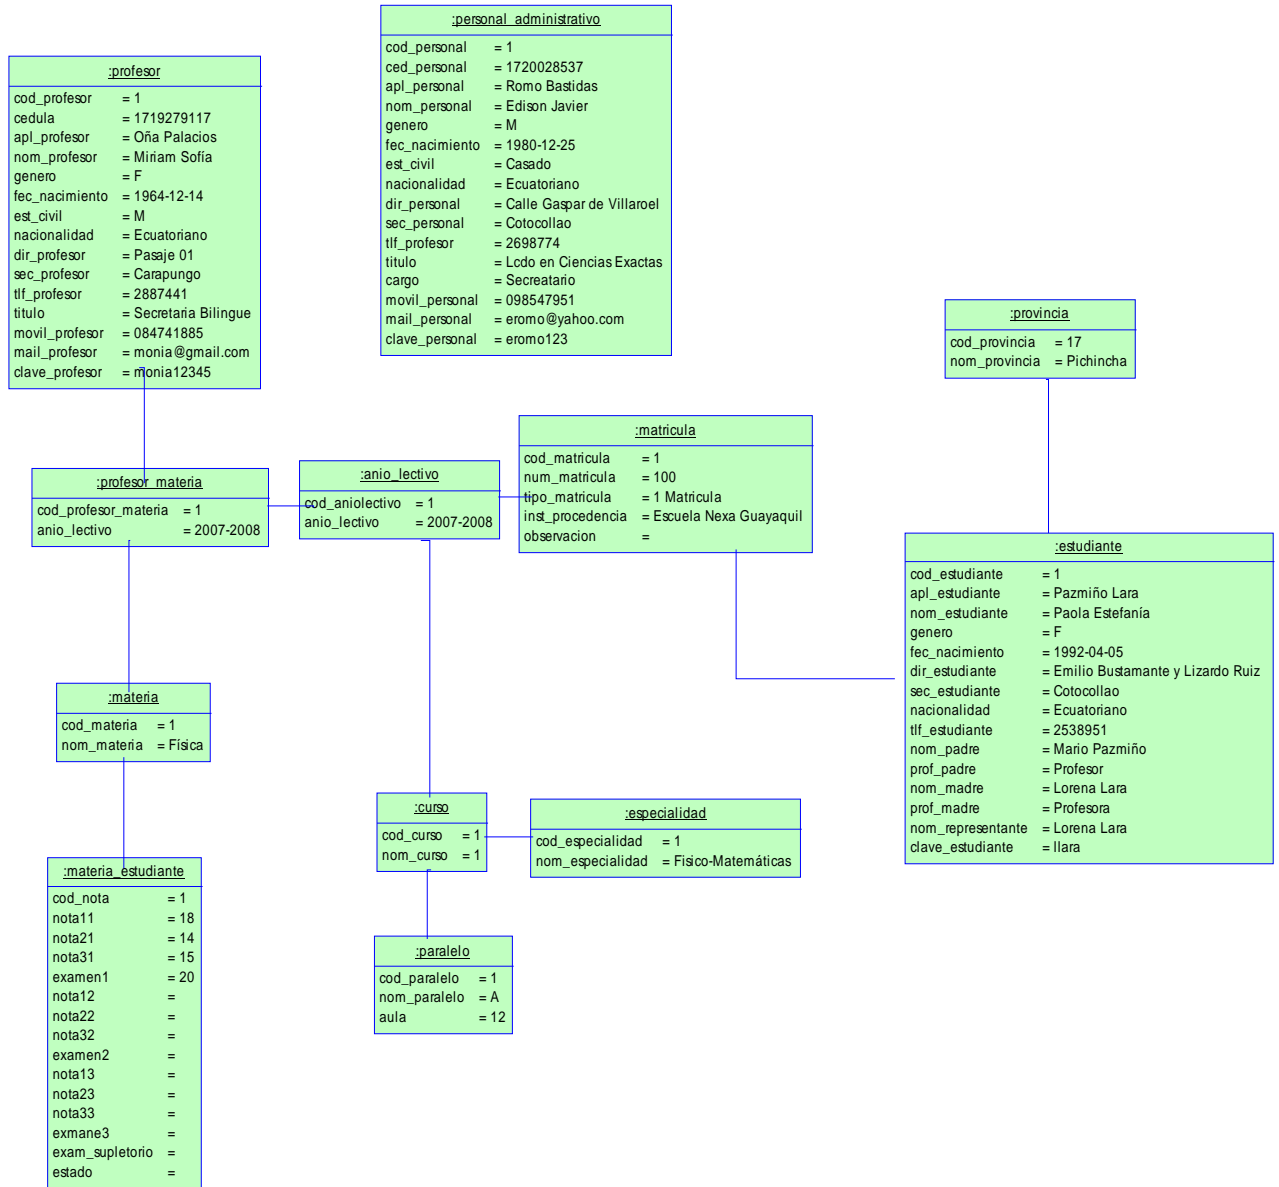 :personal_administrativo
cod_personal = 1
ced_personal = 1720028537
apl_personal = Romo Bastidas
nom_personal = Edison Javier
genero = M
fec_nacimiento = 1980-12-25
est_civil = Casado
nacionalidad = Ecuatoriano
dir_personal = Calle Gaspar de Villaroel
sec_personal = Cotocollao
tlf_profesor = 2698774
titulo = Lcdo en Ciencias Exactas
cargo = Secreatario
movil_personal = 098547951
mail_personal = eromo@yahoo.com
clave_personal = eromo123
:profesor
cod_profesor = 1
cedula = 1719279117
apl_profesor = Oña Palacios
nom_profesor = Miriam Sofía
genero = F
fec_nacimiento = 1964-12-14
est_civil = M
nacionalidad = Ecuatoriano
dir_profesor = Pasaje 01
sec_profesor = Carapungo
tlf_profesor = 2887441
titulo = Secretaria Bilingue
movil_profesor = 084741885
mail_profesor = monia@gmail.com
clave_profesor = monia12345
:provincia
cod_provincia = 17
nom_provincia = Pichincha
:matricula
cod_matricula = 1
num_matricula = 100
tipo_matricula = 1 Matricula
inst_procedencia = Escuela Nexa Guayaquil
observacion =
:anio_lectivo
cod_aniolectivo = 1
anio_lectivo = 2007-2008
:profesor_materia
cod_profesor_materia = 1
anio_lectivo = 2007-2008
:estudiante
cod_estudiante = 1
apl_estudiante = Pazmiño Lara
nom_estudiante = Paola Estefanía
genero = F
fec_nacimiento = 1992-04-05
dir_estudiante = Emilio Bustamante y Lizardo Ruiz
sec_estudiante = Cotocollao
nacionalidad = Ecuatoriano
tlf_estudiante = 2538951
nom_padre = Mario Pazmiño
prof_padre = Profesor
nom_madre = Lorena Lara
prof_madre = Profesora
nom_representante = Lorena Lara
clave_estudiante = llara
:materia
cod_materia = 1
nom_materia = Física
:curso
cod_curso = 1
nom_curso = 1
:especialidad
cod_especialidad = 1
nom_especialidad = Fisico-Matemáticas
:materia_estudiante
cod_nota = 1
nota11 = 18
nota21 = 14
nota31 = 15
examen1 = 20
nota12 =
nota22 =
nota32 =
examen2 =
nota13 =
nota23 =
nota33 =
exmane3 =
exam_supletorio =
estado =
:paralelo
cod_paralelo = 1
nom_paralelo = A
aula = 12